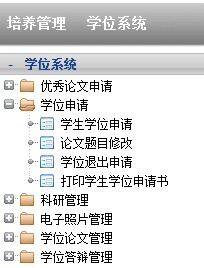 培养管理 学位管理
- 学位系统
优秀论文申请
学位申请
学生学位申请
论文题目修改
学位退出申请
打印学生学位申请书
科研管理
电子照片管理
学位论文管理
学位答辩管理